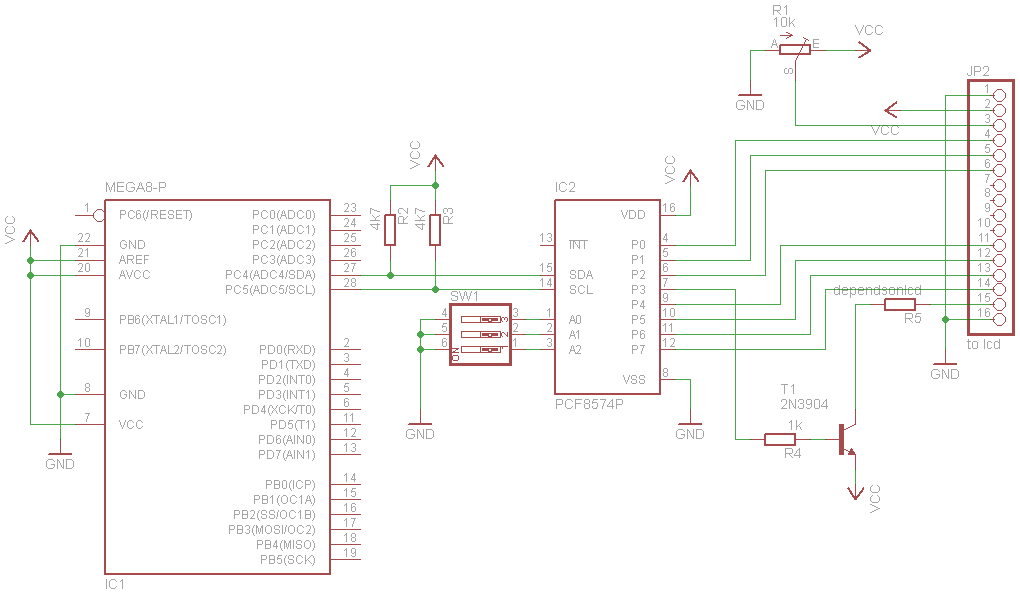 R1
10k
A
E
S
VCC
GND
VCC
JP2
1
2
3
4
5
6
7
8
9
10
11
12
13
14
15
16
to lcd
GND
MEGA8-P
1 PC6(/RESET)
22 GND
21 AREF
20 AVCC
9 PB6(XTAL1/TOSC1)
10 PB7(XTAL2/TOSC2)
8 GND
7 VCC
PC0(ADC0) 23
PC1(ADC1) 24
PC2(ADC2) 25
PC3(ADC3) 26
PC4(ADC4/SDA) 27
PC5(ADC5/SCL) 28
PD0(RXD) 2
PD1(TXD) 3
PD2(INT0) 4
PD3(INT1) 5
PD4(XCK/T0) 6
PD5(T1) 11
PD6(AIN0) 12
PD7(AIN1) 13
PB0(ICP) 14
PB1(OC1A) 15
PB2(SS/OC1B) 16
PB3(MOSI/OC2) 17
PB4(MISO) 18
PB5(SCK) 19
IC1
VCC
GND
VCC
4k7
R2
4k7
R3
SW1
4
5
6
3
2
1
3
2
1
ON
GND
IC2
13 INT
15 SDA
14 SCL
1 A0
2 A1
3 A2
VDD 16
P0 4
P1 5
P2 6
P3 7
P4 9
P5 10
P6 11
P7 12
VSS 8
PCF8574P
VCC
GND
dependsonlcd
R5
T1
2N3904
1k
R4
VCC